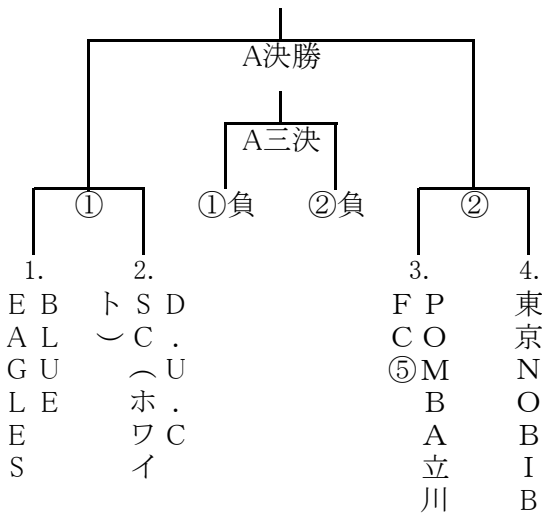 A決勝
A三決
①
①負
②負
②
1.
2.
3.
4.
BLUE
EAGLES
D.U.C
SC(ホワイ
ト)
POMBA立川
FC⑤
東京NOBIB